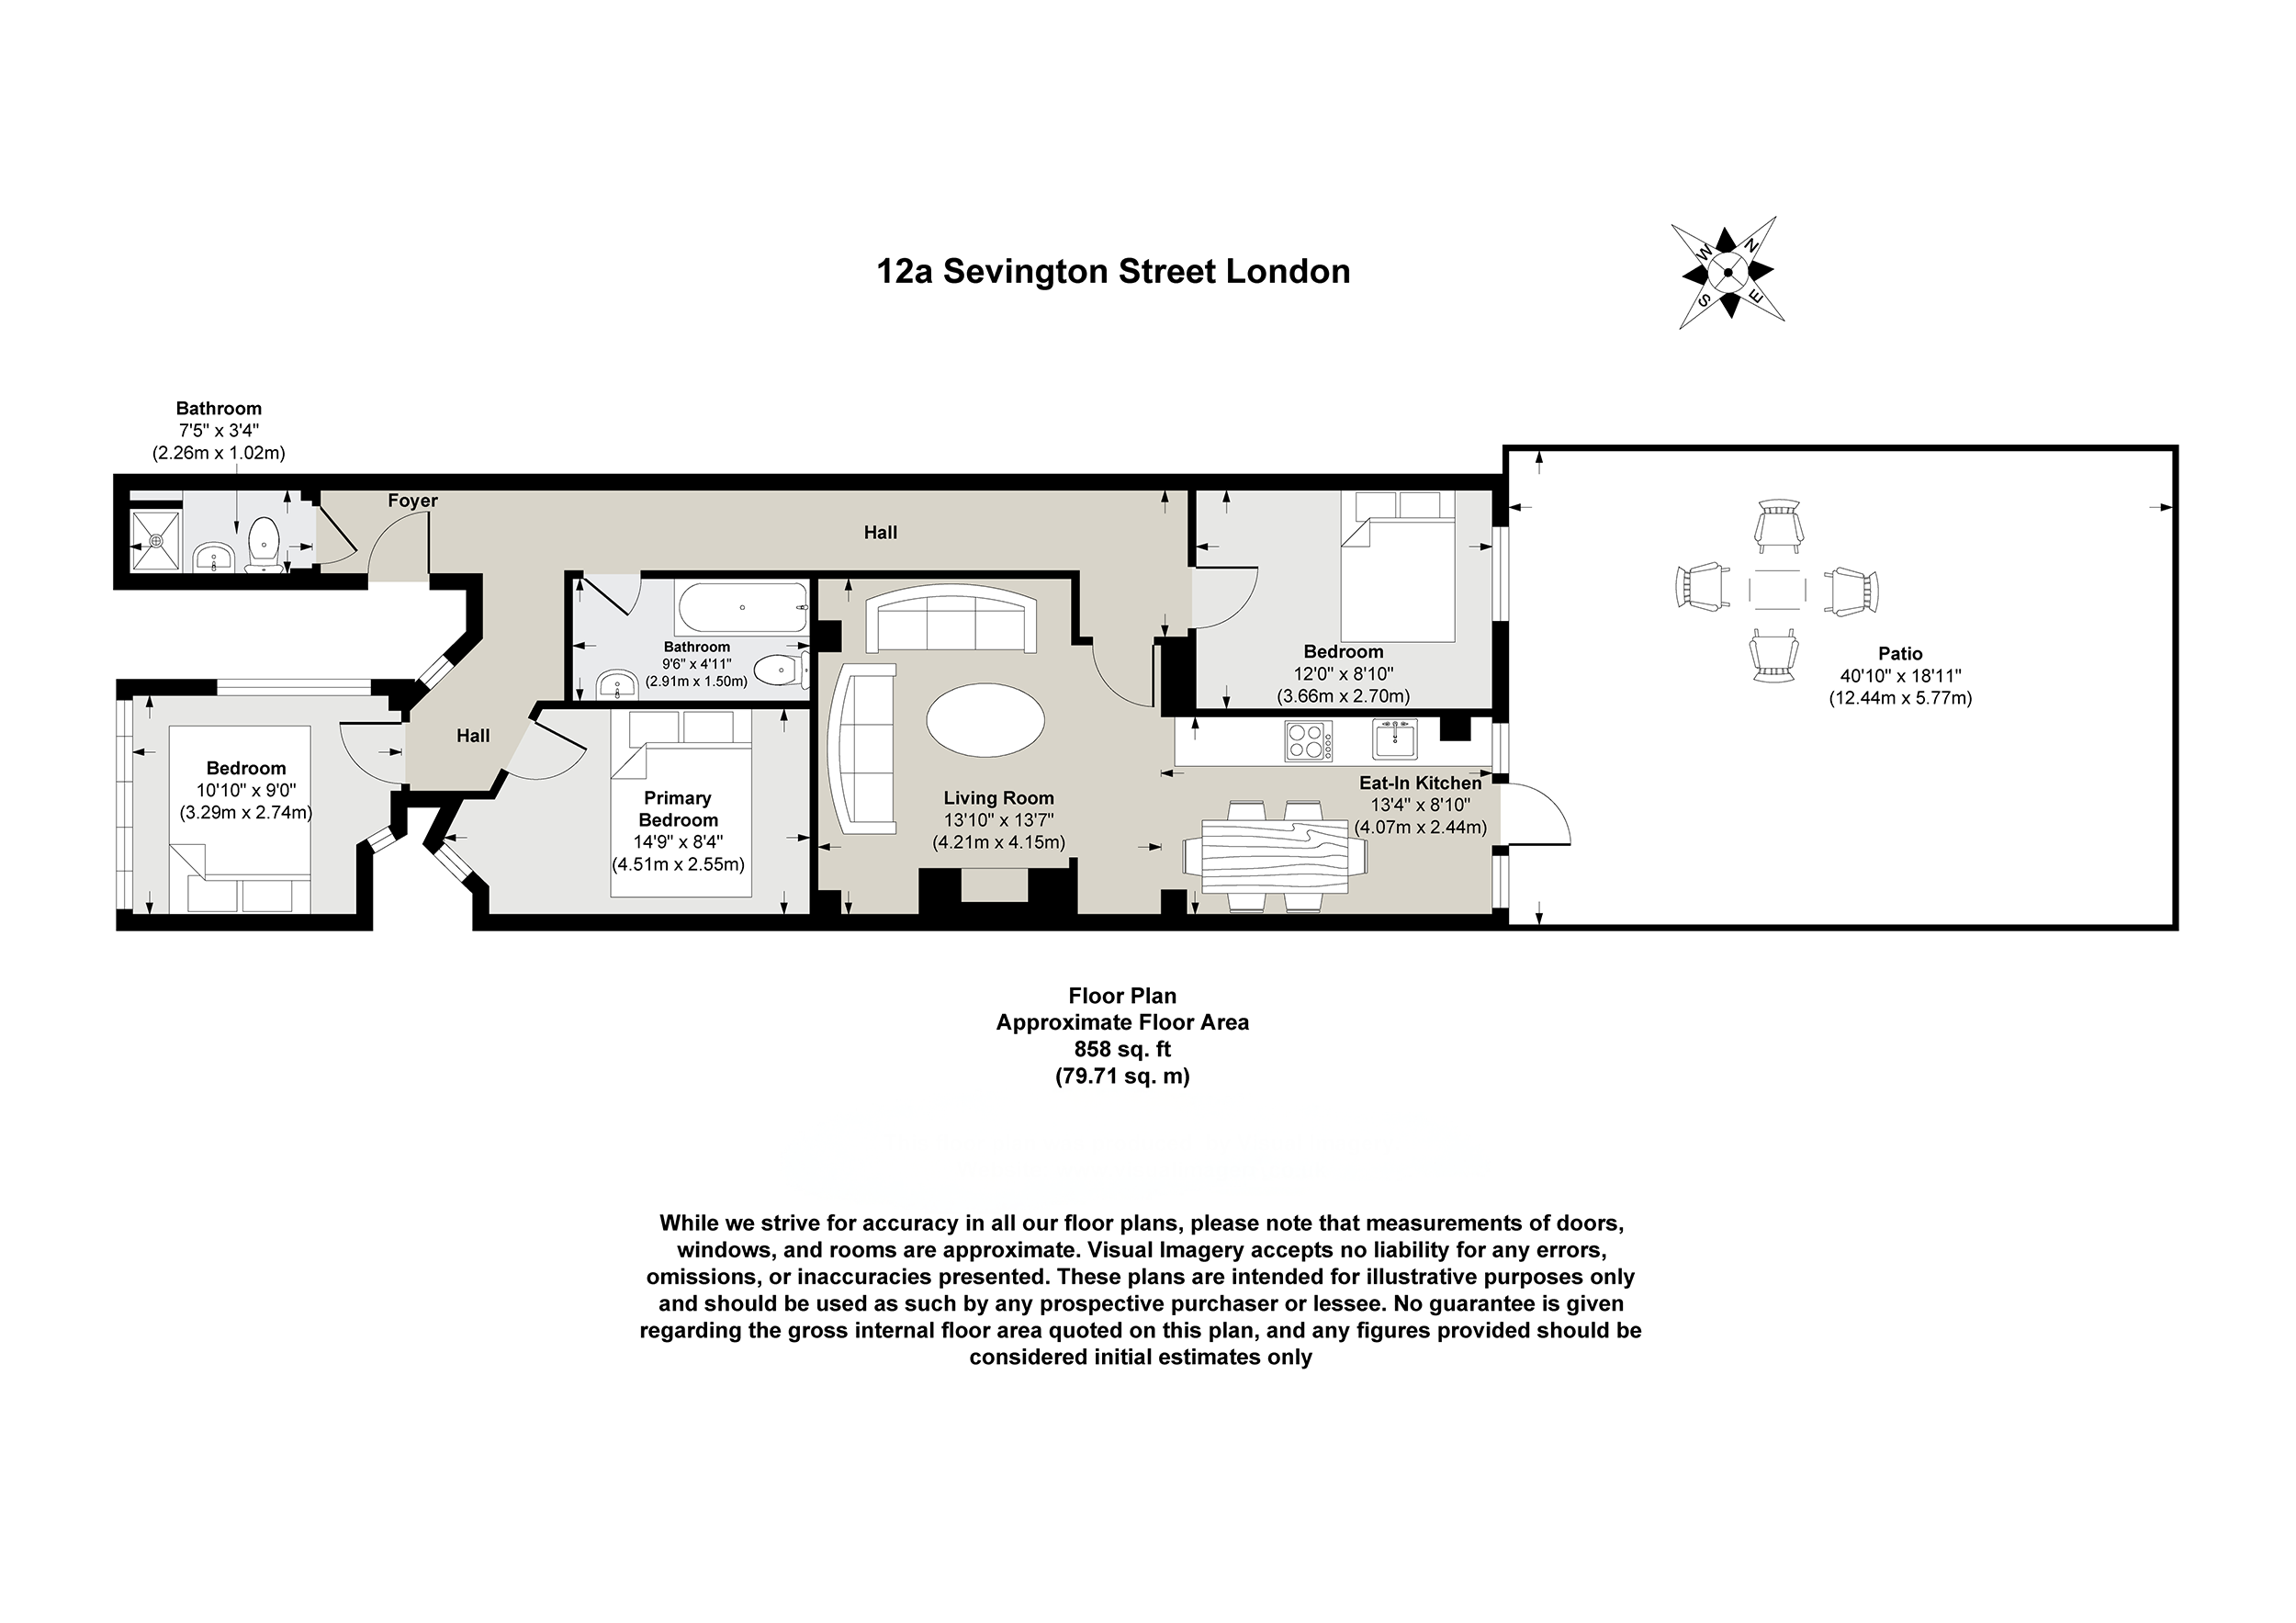 12a Sevington Street London
W
N
S
E
Bathroom
7'5" x 3'4"
(2.26m x 1.02m)
Foyer
Hall
Bathroom
9'6" x 4'11"
(2.91m x 1.50m)
Bedroom
12'0" x 8'10"
(3.66m x 2.70m)
Patio
40'10" x 18'11"
(12.44m x 5.77m)
Hall
Bedroom
10'10" x 9'0"
(3.29m x 2.74m)
Primary
Bedroom
14'9" x 8'4"
(4.51m x 2.55m)
Living Room
13'10" x 13'7"
(4.21m x 4.15m)
Eat-In Kitchen
13'4" x 8'10"
(4.07m x 2.44m)
Floor Plan
Approximate Floor Area
858 sq. ft
(79.71 sq. m)
While we strive for accuracy in all our floor plans, please note that measurements of doors,
windows, and rooms are approximate. Visual Imagery accepts no liability for any errors,
omissions, or inaccuracies presented. These plans are intended for illustrative purposes only
and should be used as such by any prospective purchaser or lessee. No guarantee is given
regarding the gross internal floor area quoted on this plan, and any figures provided should be
considered initial estimates only